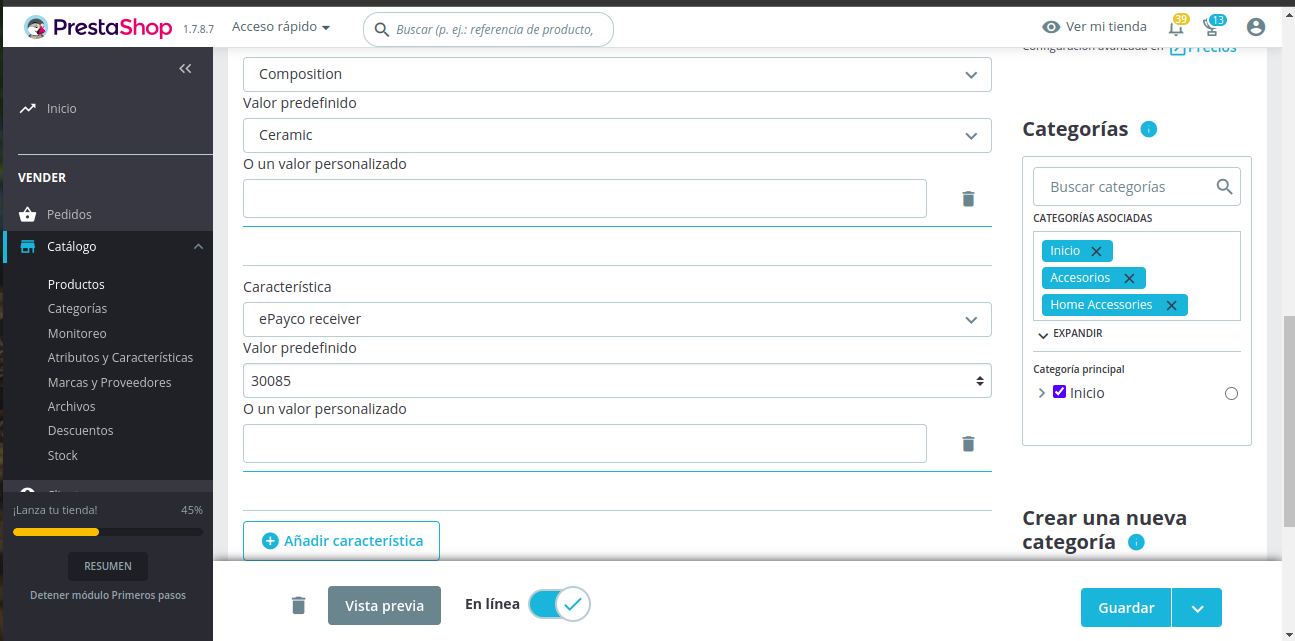 PrestaShop 1.7.8.7
Acceso rápido
Buscar (p. ej.: referencia de producto,
Ver mi tienda
39
13
Inicio
VENDER
Pedidos
Catálogo
Productos
Categorías
Monitoreo
Atributos y Características
Marcas y Proveedores
Archivos
Descuentos
Stock
¡Lanza tu tienda! 45%
RESUMEN
Detener módulo Primeros pasos
Composition
Valor predefinido
Ceramic
O un valor personalizado
Característica
ePayco receiver
Valor predefinido
30085
O un valor personalizado
Añadir característica
Configuración avanzada en Precios
Categorías
Buscar categorías
CATEGORÍAS ASOCIADAS
Inicio
Accesorios
Home Accessories
EXPANDIR
Categoría principal
Inicio
Crear una nueva
categoría
Vista previa
En línea
Guardar